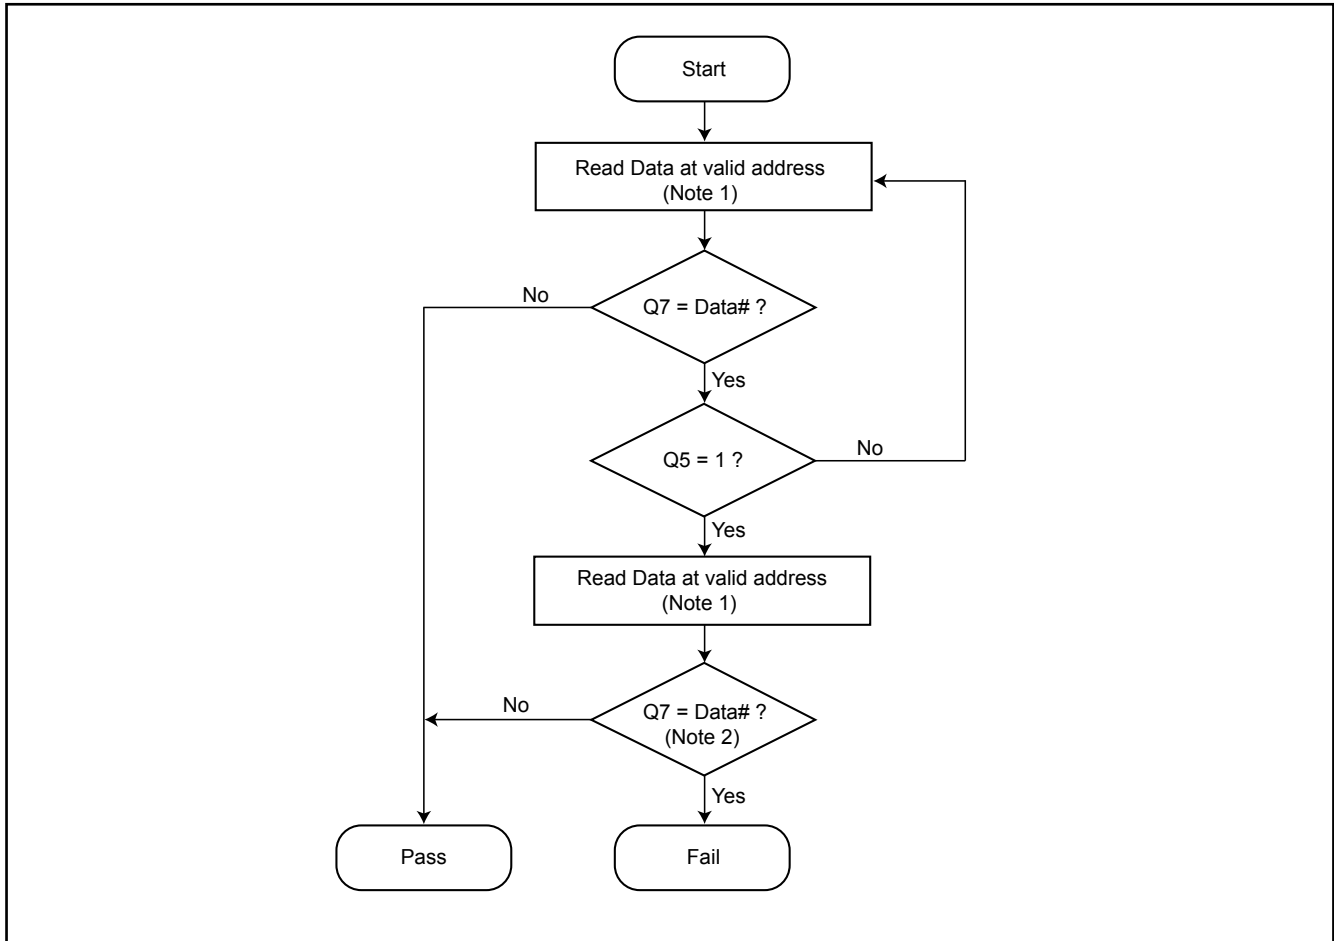 Start
Read Data at valid address
(Note 1)
No
Q7 = Data# ?
Yes
Q5 = 1 ?
No
Yes
Read Data at valid address
(Note 1)
No
Q7 = Data# ?
(Note 2)
Yes
Pass
Fail